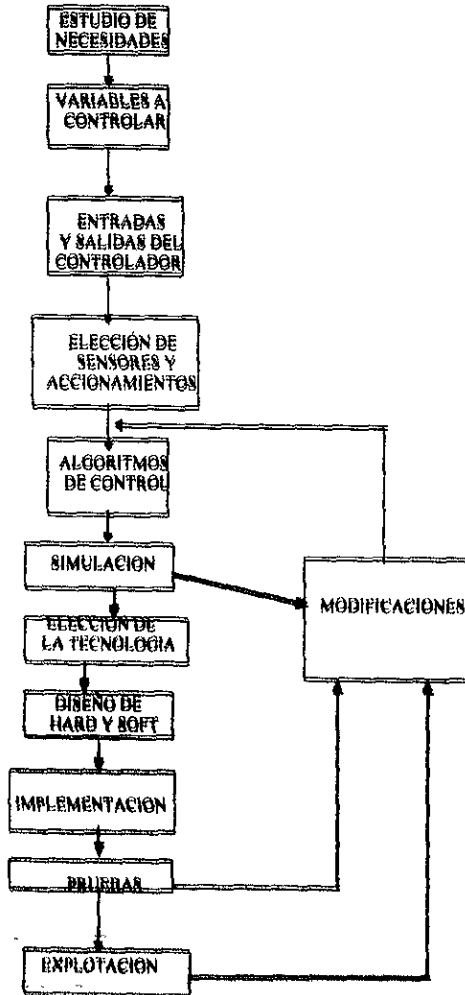 ESTUDIO DE
NECESIDADES
VARIABLES A
CONTROLAR
ENTRADAS
Y SALIDAS DEL
CONTROLADOR
ELECCIÓN DE
SENSORES Y
ACCIONAMIENTOS
ALGORITMOS
DE CONTROL
SIMULACION
MODIFICACIONES
ELECCIÓN DE
LA TECNOLOGIA
DISEÑO DE
HARD Y SOFT
IMPLEMENTACION
PRUEBAS
EXPLOTACION